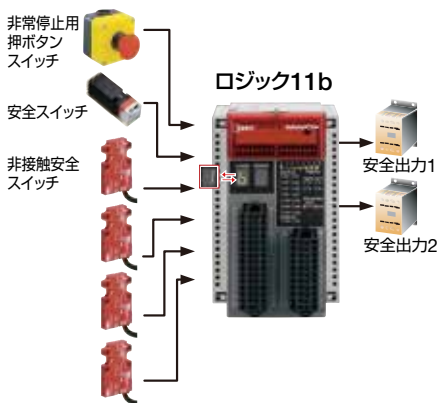 非常停止用
押ボタン
スイッチ
ロジック11b
安全スイッチ
安全出力1
非接触安全
スイッチ
安全出力2